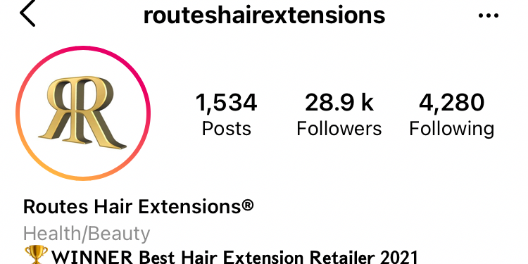 routeshairextensions
RR
1,534 28.9 k 4,280
Posts Followers Following
Routes Hair Extensions®
Health/Beauty
🏆WINNER Best Hair Extension Retailer 2021